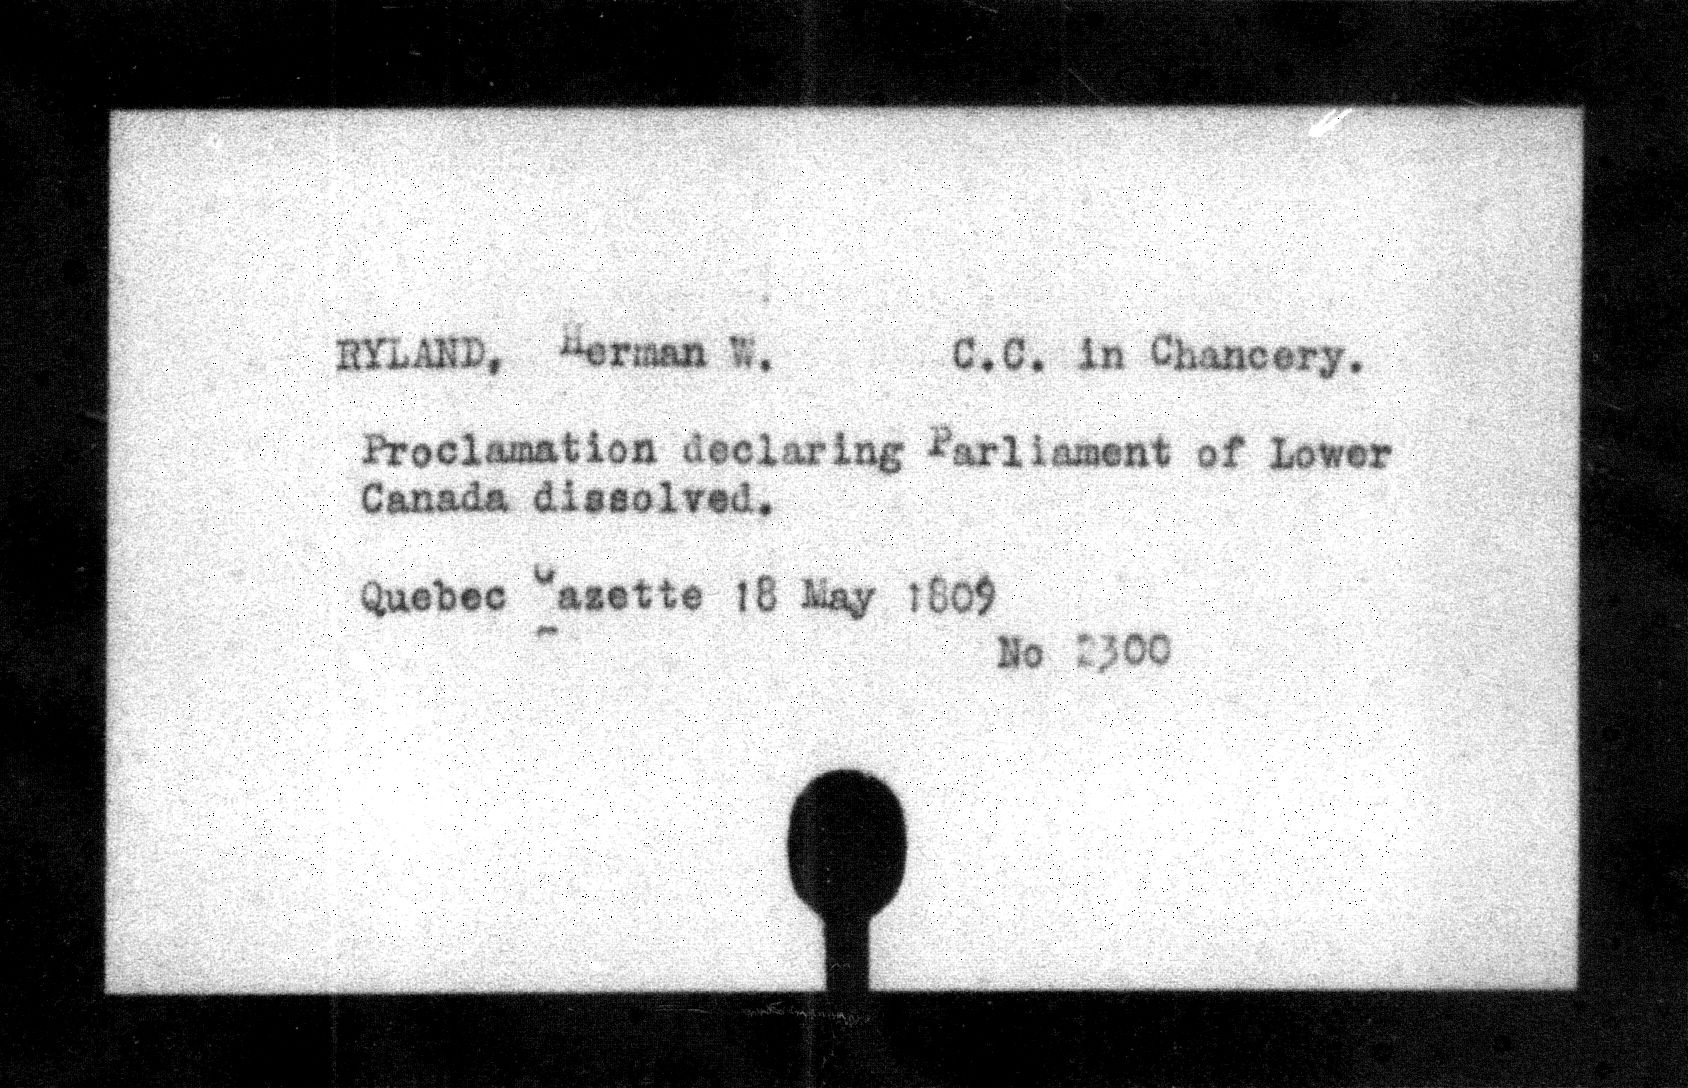 RYLAND, Herman W. C.C. in Chancery.
Proclamation declaring Parliament of Lower
Canada dissolved.
Quebec Gazette 18 May 1809
No 2300